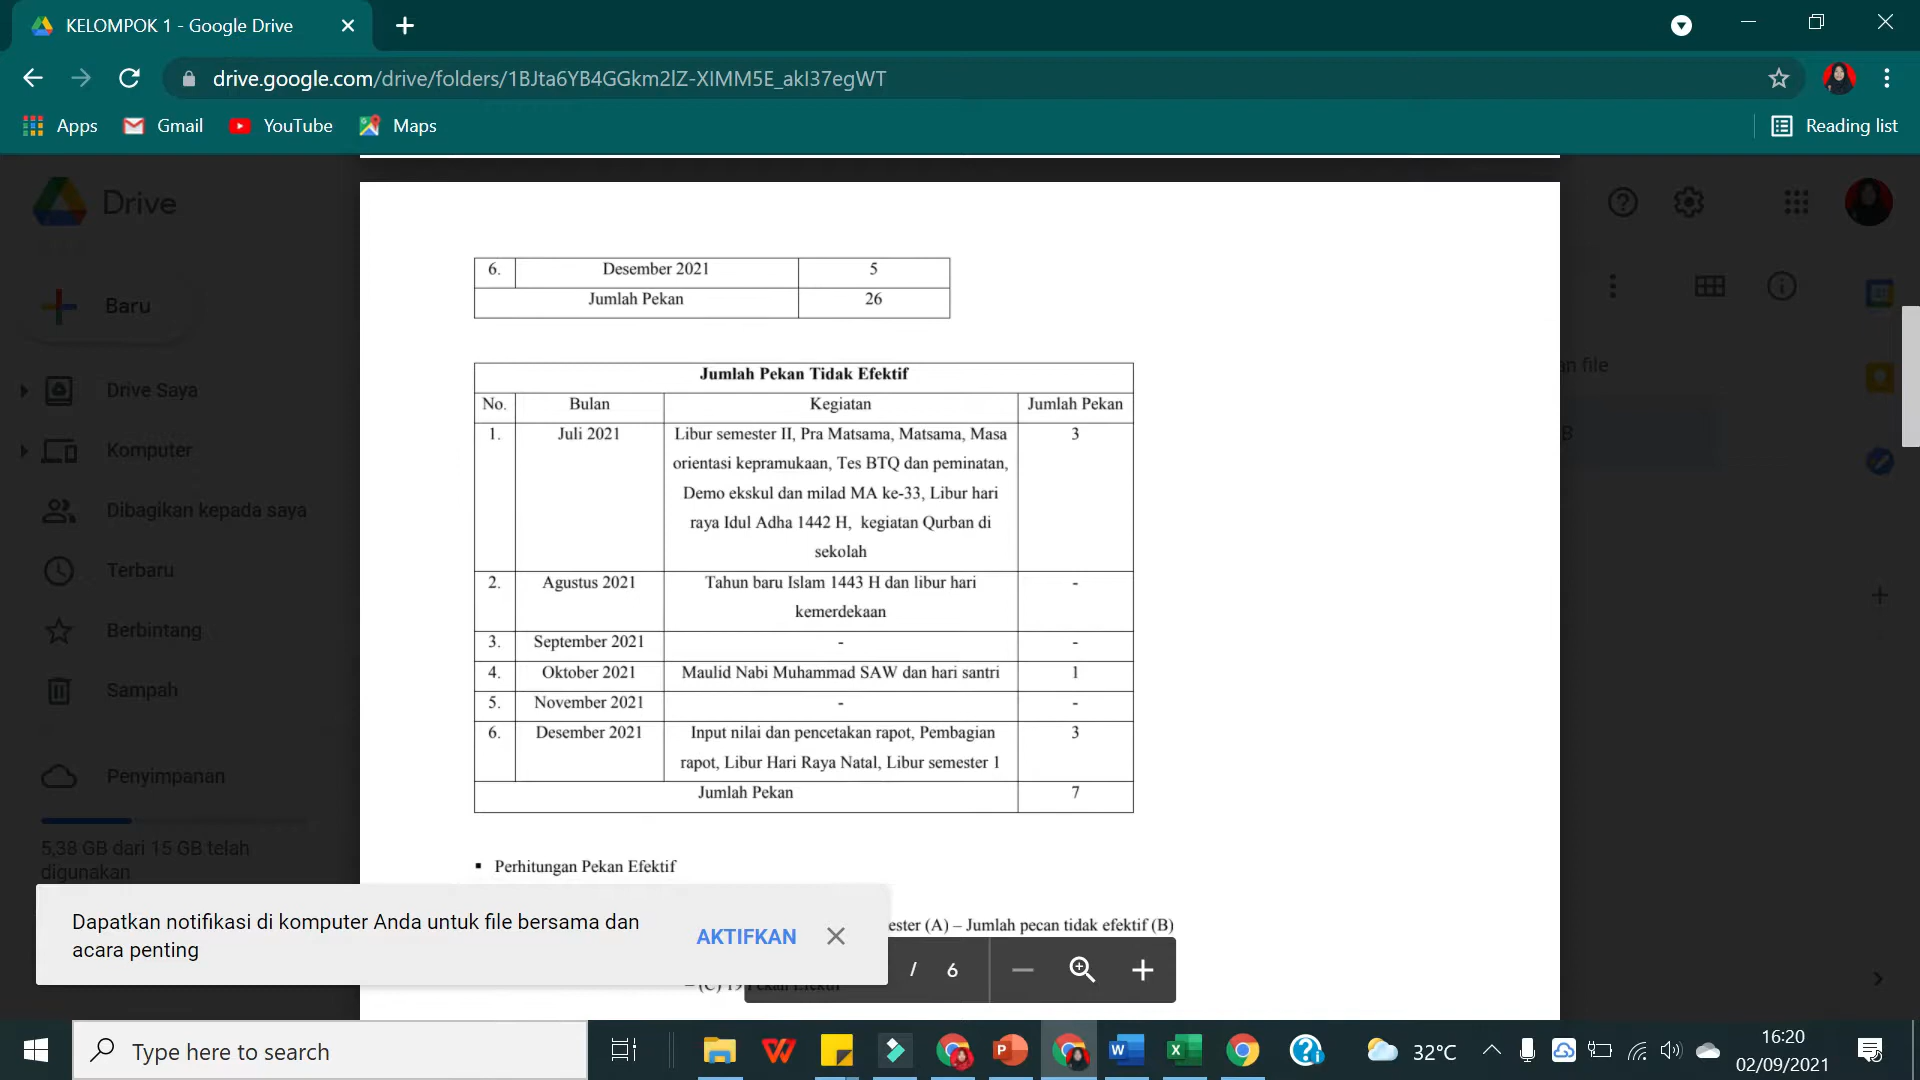 KELOMPOK 1 - Google Drive
drive.google.com/drive/folders/1BJta6YB4GGkm2lZ-XIMM5E_akI37egWT
Apps Gmail YouTube Maps Reading list
Drive
Baru
Drive Saya
Komputer
Dibagikan kepada saya
Terbaru
Berbintang
Sampah
Penyimpanan
5,38 GB dari 15 GB telah
digunakan
6. Desember 2021 5
Jumlah Pekan 26
Jumlah Pekan Tidak Efektif
No. Bulan Kegiatan Jumlah Pekan
1. Juli 2021 Libur semester II, Pra Matsama, Matsama, Masa 3
orientasi kepramukaan, Tes BTQ dan peminatan,
Demo ekskul dan milad MA ke-33, Libur hari
raya Idul Adha 1442 H, kegiatan Qurban di
sekolah
2. Agustus 2021 Tahun baru Islam 1443 H dan libur hari -
kemerdekaan
3. September 2021 - -
4. Oktober 2021 Maulid Nabi Muhammad SAW dan hari santri 1
5. November 2021 - -
6. Desember 2021 Input nilai dan pencetakan rapot, Pembagian 3
rapot, Libur Hari Raya Natal, Libur semester 1
Jumlah Pekan 7
▪ Perhitungan Pekan Efektif
ester (A) – Jumlah pecan tidak efektif (B)
file
B
Dapatkan notifikasi di komputer Anda untuk file bersama dan
acara penting
AKTIFKAN
/ 6
Type here to search
32°C
16:20
02/09/2021